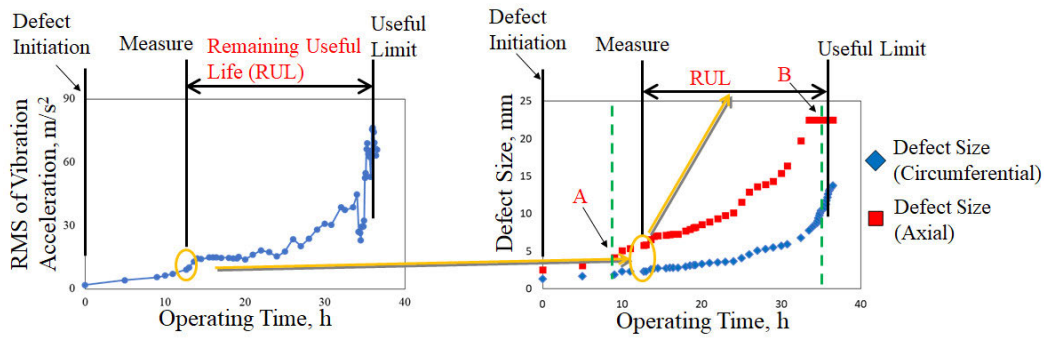 Defect
Initiation
Measure
Remaining Useful
Life (RUL)
Useful
Limit
RMS of Vibration
Acceleration, m/s²
90
60
30
0
0
10
20
30
40
Operating Time, h
Defect
Initiation
Measure
RUL
B
Useful Limit
A
Defect Size, mm
25
20
15
10
5
0
0
10
20
30
40
Operating Time, h
Defect Size
(Circumferential)
Defect Size
(Axial)